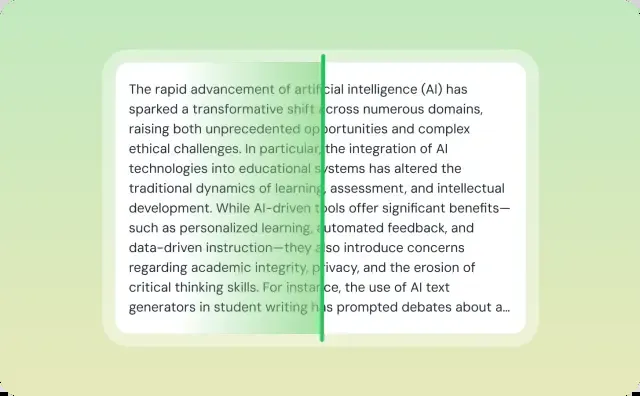 The rapid advancement of artificial intelligence (AI) has
sparked a transformative shift across numerous domains,
raising both unprecedented opportunities and complex
ethical challenges. In particular, the integration of AI
technologies into educational systems has altered the
traditional dynamics of learning, assessment, and intellectual
development. While AI-driven tools offer significant benefits—
such as personalized learning, automated feedback, and
data-driven instruction—they also introduce concerns
regarding academic integrity, privacy, and the erosion of
critical thinking skills. For instance, the use of AI text
generators in student writing has prompted debates about a...